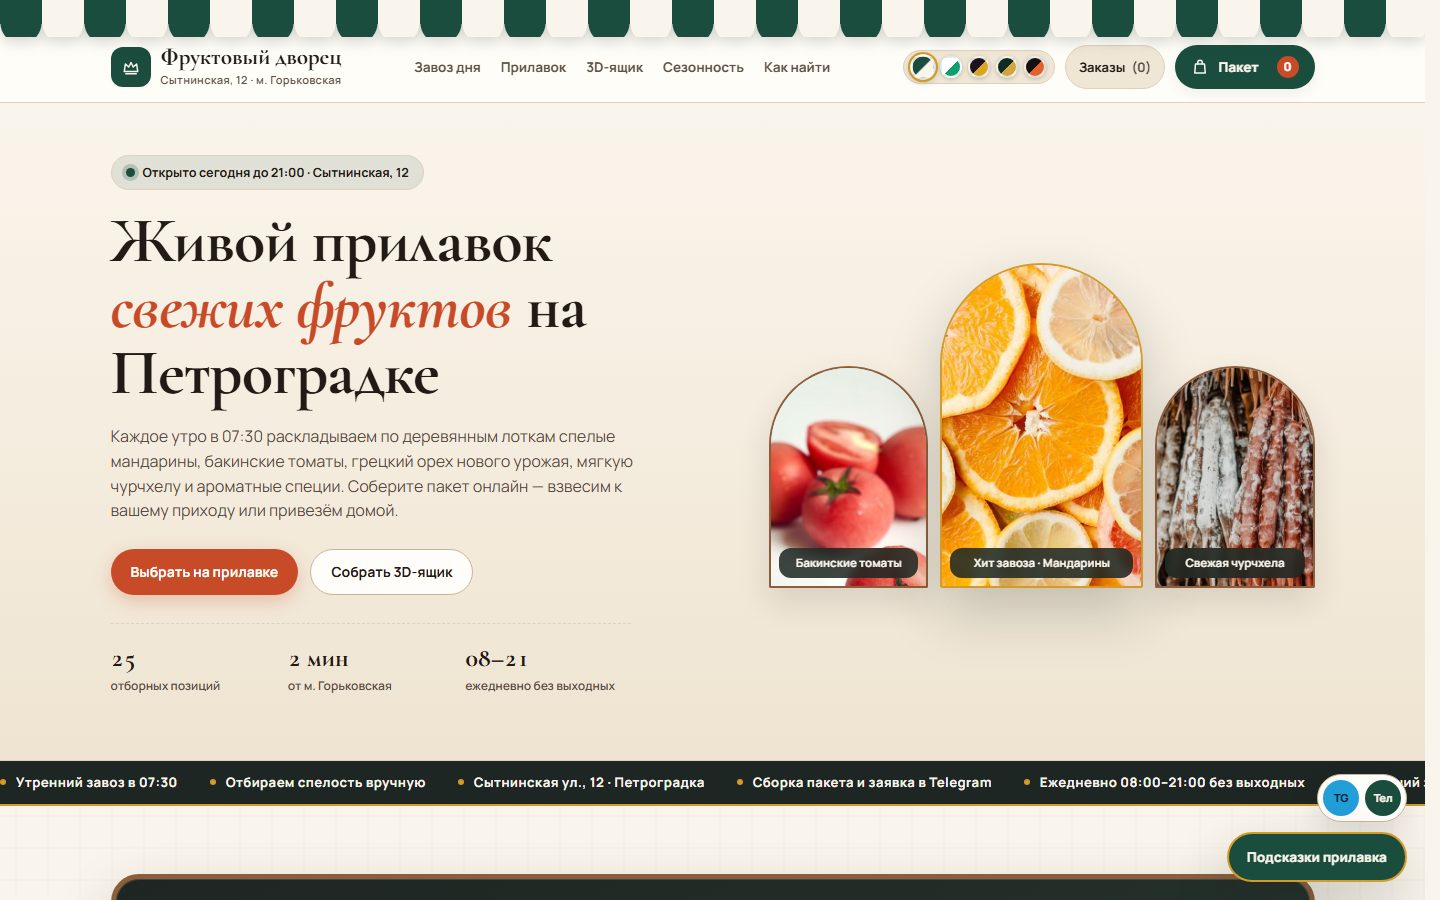 Фруктовый дворец
Сытнинская, 12 · м. Горьковская
Завоз дня
Прилавок
3D-ящик
Сезонность
Как найти
Заказы (0)
Пакет 0
Открыто сегодня до 21:00 · Сытнинская, 12
Живой прилавок
свежих фруктов на
Петроградке
Каждое утро в 07:30 раскладываем по деревянным лоткам спелые
мандарины, бакинские томаты, грецкий орех нового урожая, мягкую
чурчхелу и ароматные специи. Соберите пакет онлайн — взвесим к
вашему приходу или привезём домой.
Выбрать на прилавке
Собрать 3D-ящик
25
отборных позиций
2 мин
от м. Горьковская
08–21
ежедневно без выходных
Бакинские томаты
Хит завоза · Мандарины
Свежая чурчхела
Утренний завоз в 07:30
Отбираем спелость вручную
Сытнинская ул., 12 · Петроградка
Сборка пакета и заявка в Telegram
Ежедневно 08:00–21:00 без выходных
TG
Тел
Подсказки прилавка